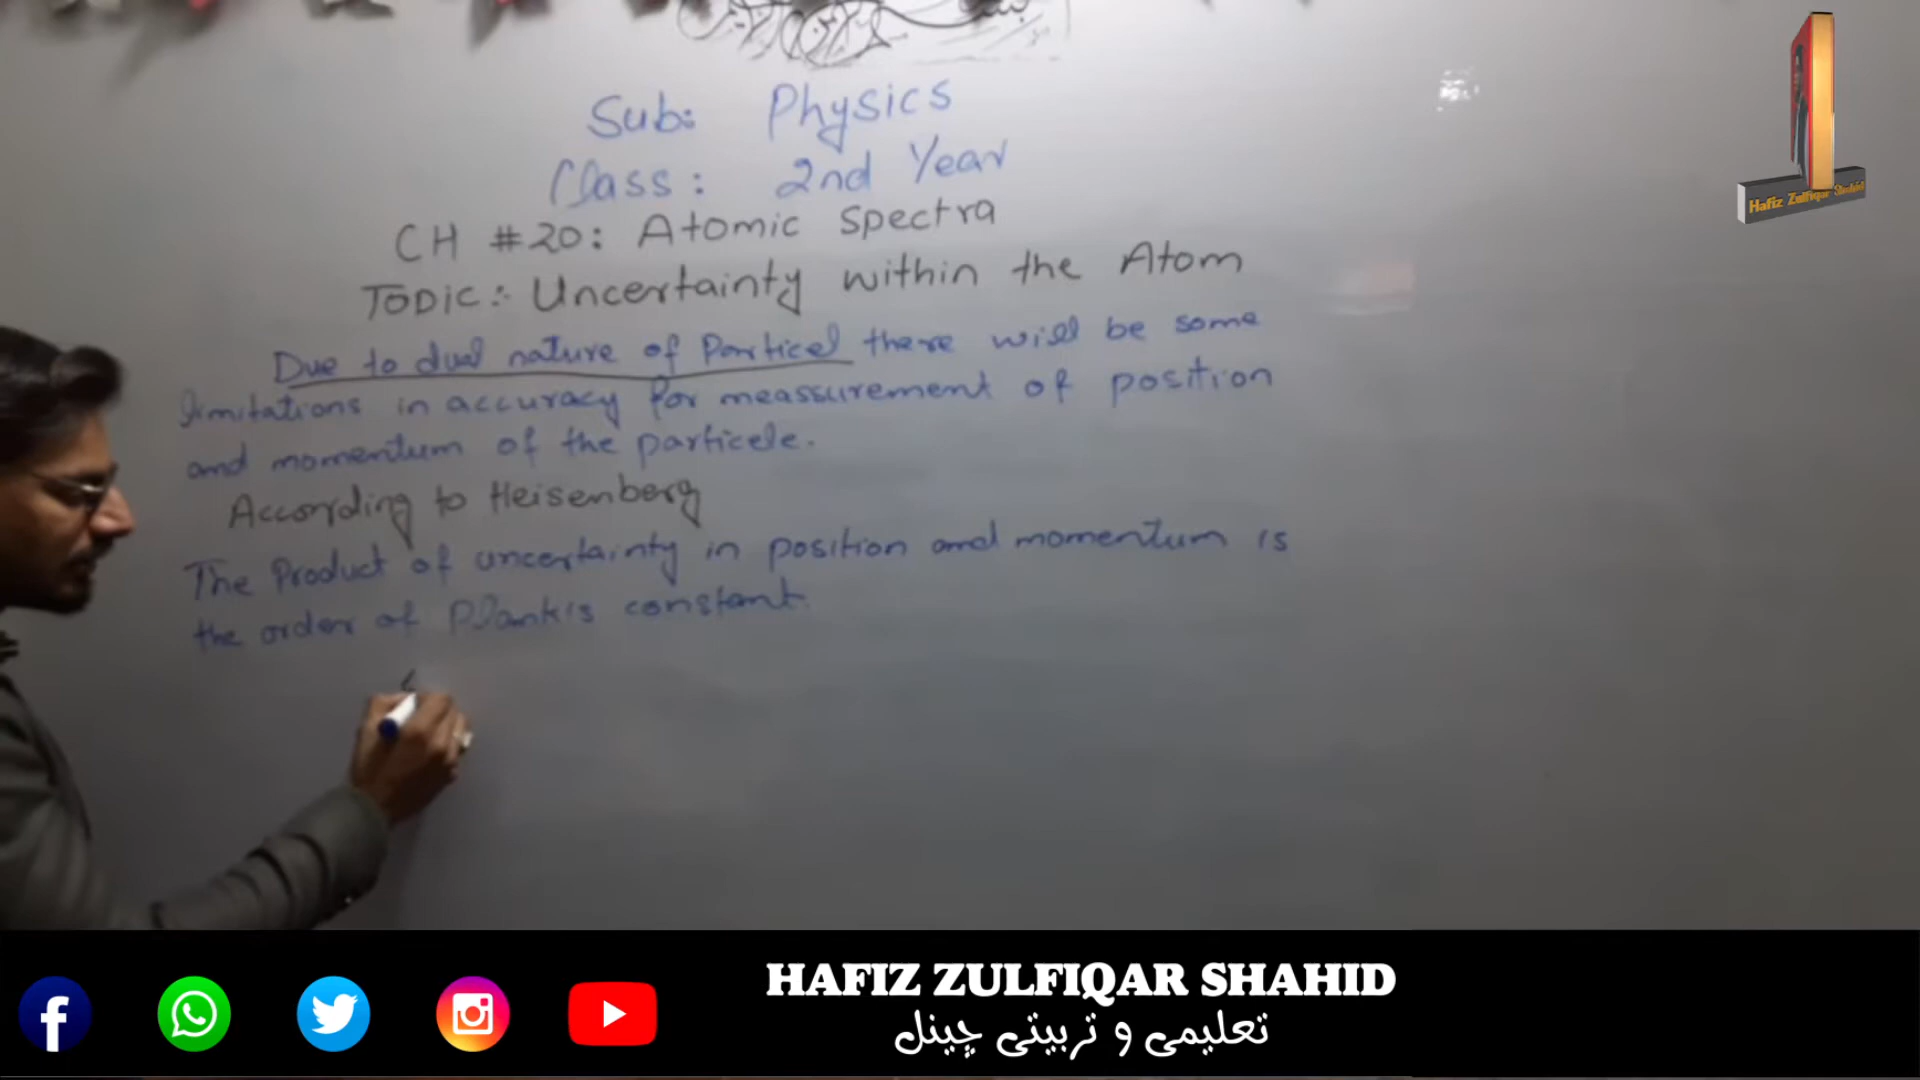 Sub: Physics
Class: 2nd Year
CH #20: Atomic Spectra
TOPIC:- Uncertainty within the Atom
Due to dual nature of Particel there will be some
limitations in accuracy for meassurement of position
and momentum of the particele.
According to Heisenberg
The Product of uncertainty in position and momentum is
the order of Plank's constant.
Hafiz Zulfiqar Shahid
HAFIZ ZULFIQAR SHAHID
تعلیمی و تربیتی چینل